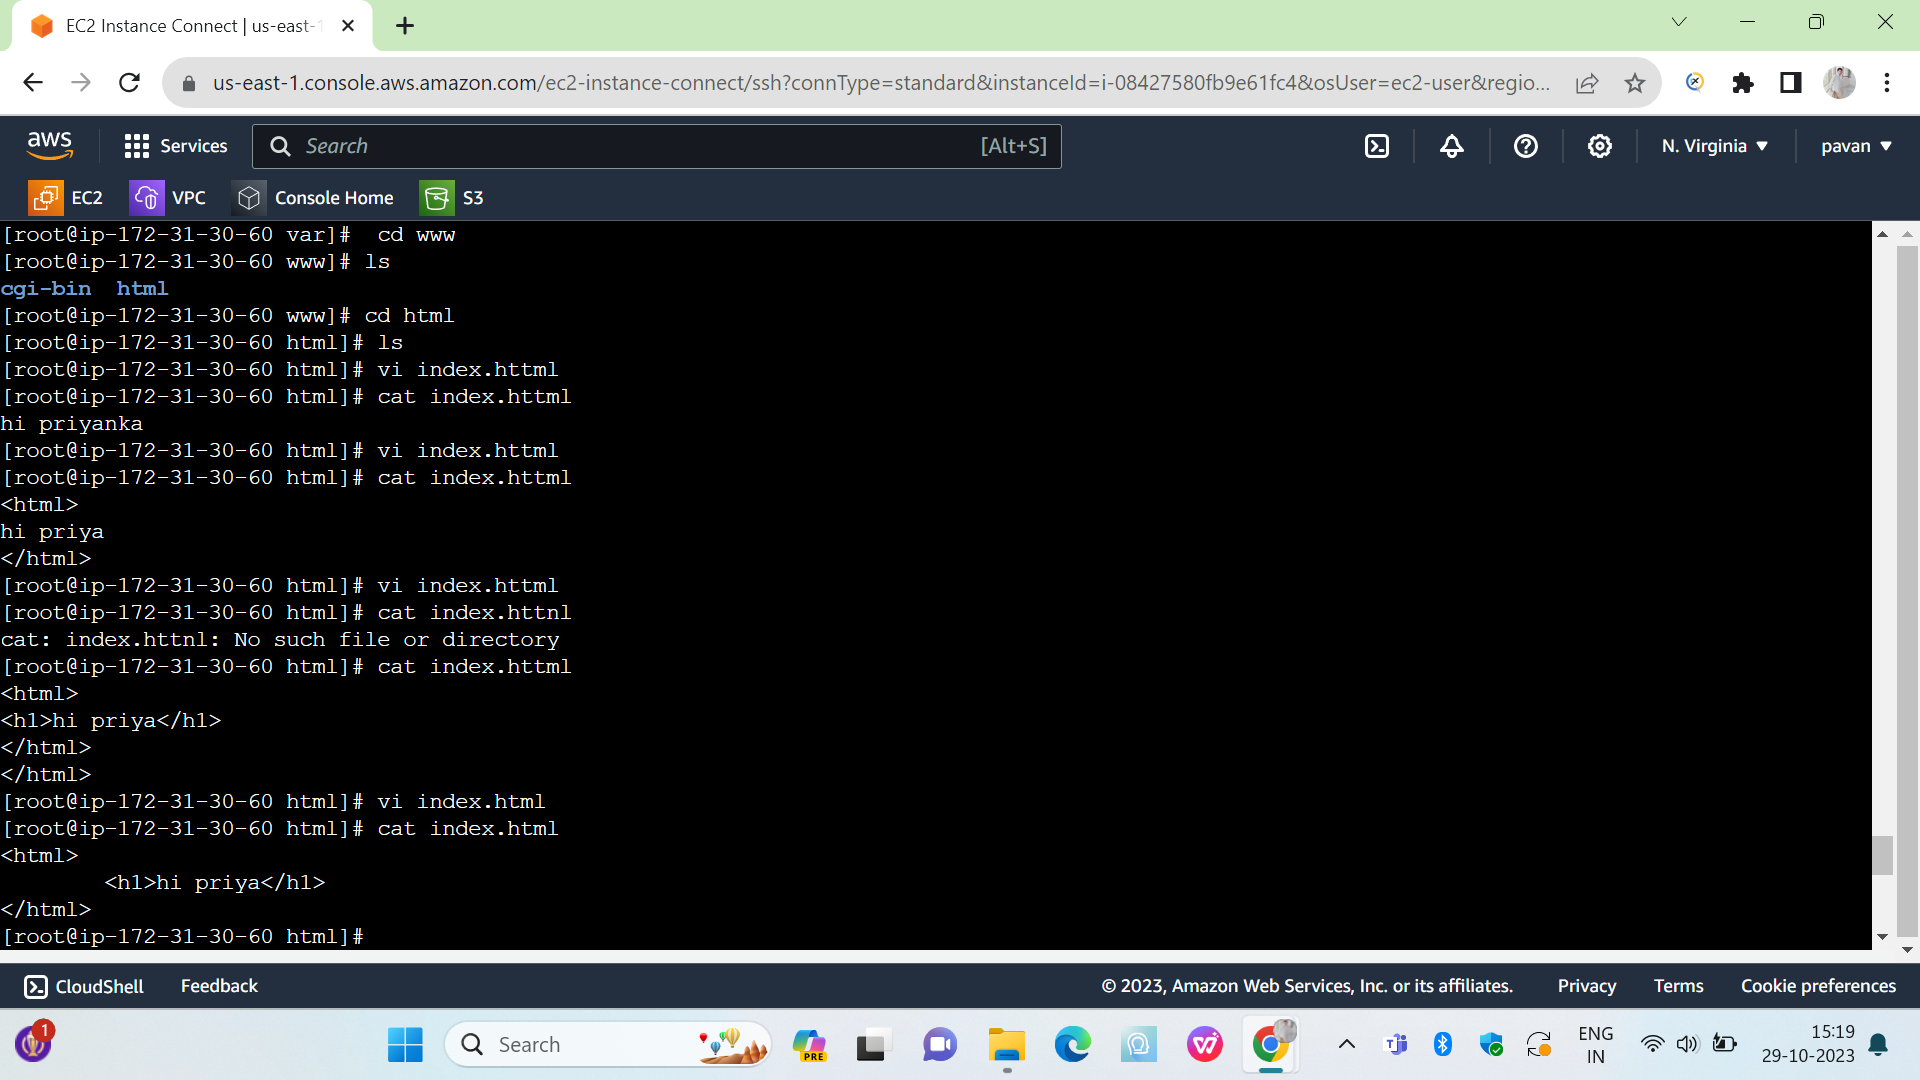 EC2 Instance Connect | us-east-1
us-east-1.console.aws.amazon.com/ec2-instance-connect/ssh?connType=standard&instanceId=i-08427580fb9e61fc4&osUser=ec2-user&regio...
aws Services Search [Alt+S] N. Virginia pavan
EC2 VPC Console Home S3
[root@ip-172-31-30-60 var]#  cd www
[root@ip-172-31-30-60 www]# ls
cgi-bin  html
[root@ip-172-31-30-60 www]# cd html
[root@ip-172-31-30-60 html]# ls
[root@ip-172-31-30-60 html]# vi index.httml
[root@ip-172-31-30-60 html]# cat index.httml
hi priyanka
[root@ip-172-31-30-60 html]# vi index.httml
[root@ip-172-31-30-60 html]# cat index.httml
<html>
hi priya
</html>
[root@ip-172-31-30-60 html]# vi index.httml
[root@ip-172-31-30-60 html]# cat index.httnl
cat: index.httnl: No such file or directory
[root@ip-172-31-30-60 html]# cat index.httml
<html>
<h1>hi priya</h1>
</html>
</html>
[root@ip-172-31-30-60 html]# vi index.html
[root@ip-172-31-30-60 html]# cat index.html
<html>
        <h1>hi priya</h1>
</html>
[root@ip-172-31-30-60 html]#
CloudShell Feedback © 2023, Amazon Web Services, Inc. or its affiliates. Privacy Terms Cookie preferences
1 Search PRE ENG 15:19
IN 29-10-2023